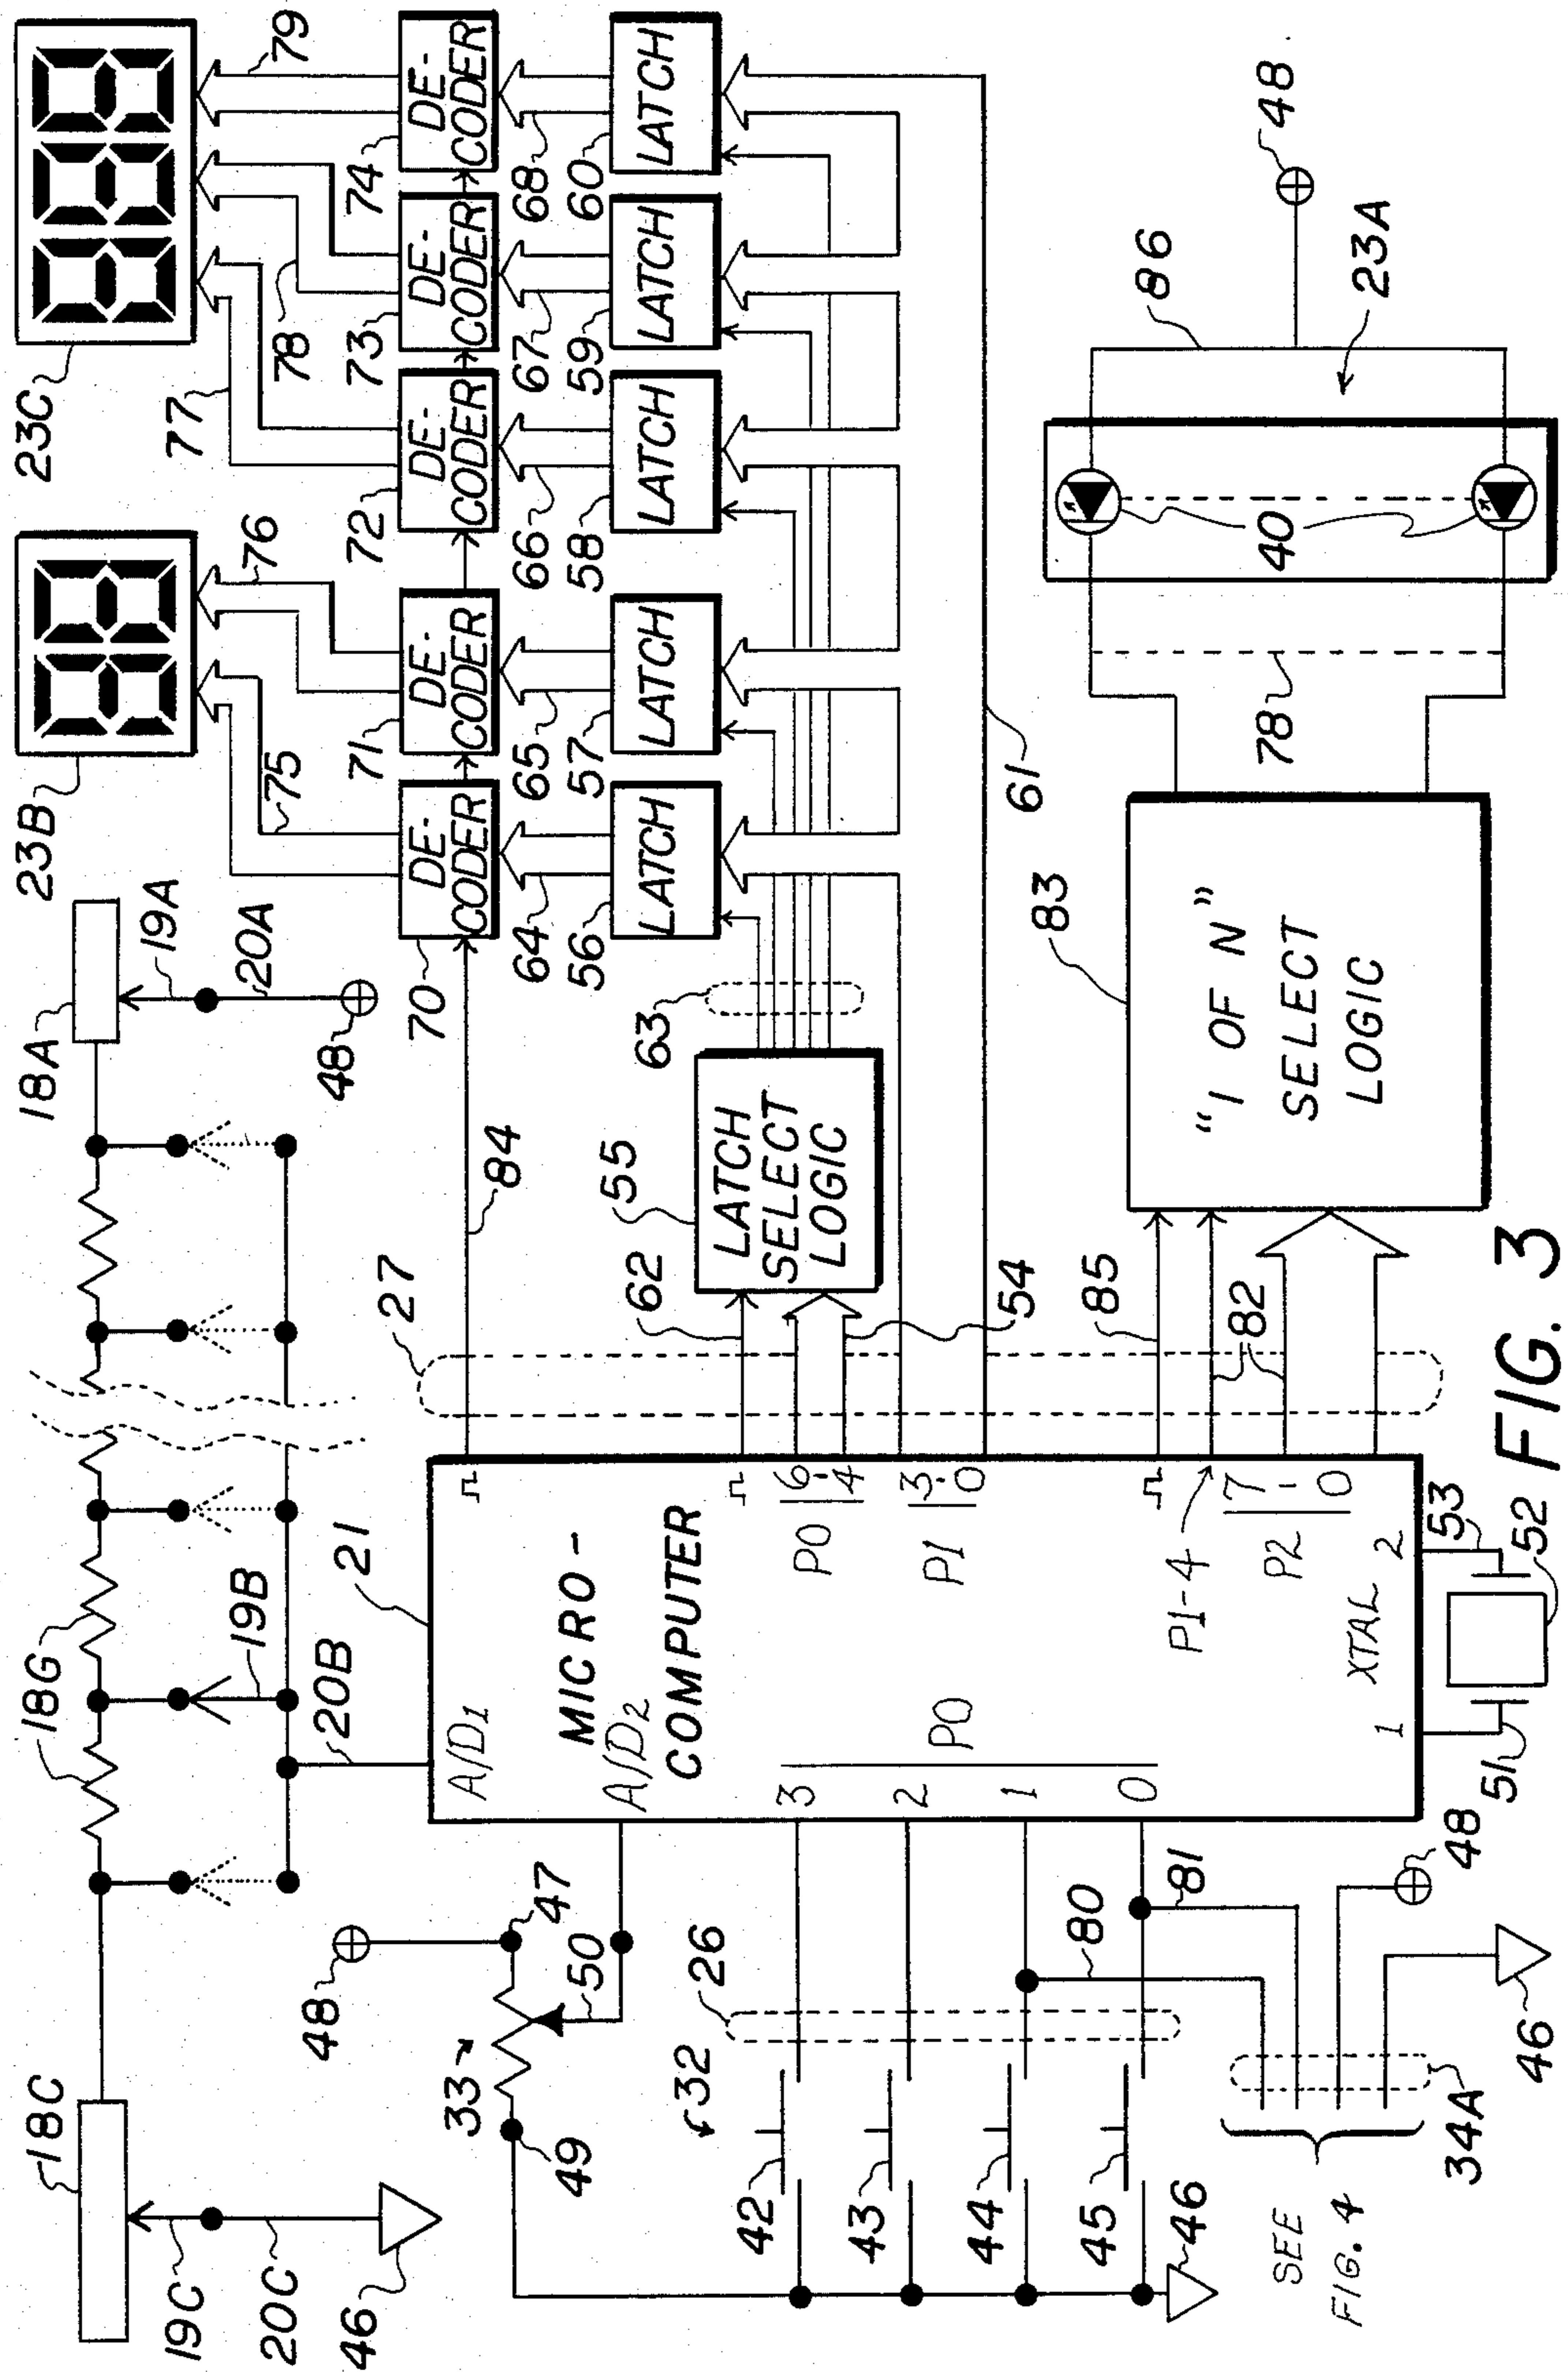 18C
18G
18A
19C
20C
46
19B
20B
19A
20A
48
23B
23C
75
76
77
78
79
48
47
33
50
49
21
27
84
70
DE-
CODER
71
DE-
CODER
72
DE-
CODER
73
DE-
CODER
74
DE-
CODER
64
65
66
67
68
56
LATCH
57
LATCH
58
LATCH
59
LATCH
60
LATCH
A/D1
A/D2
MICRO-
COMPUTER
3
2
1
0
P0
P0
6
-
4
P1
3
-
0
P1-4
P2
7
-
0
XTAL
1
2
62
55
LATCH
SELECT
LOGIC
63
54
61
32
26
42
43
44
45
46
80
81
48
46
34A
SEE
FIG. 4
51
52
53
85
82
83
"1 OF N"
SELECT
LOGIC
78
40
86
23A
48
FIG. 3